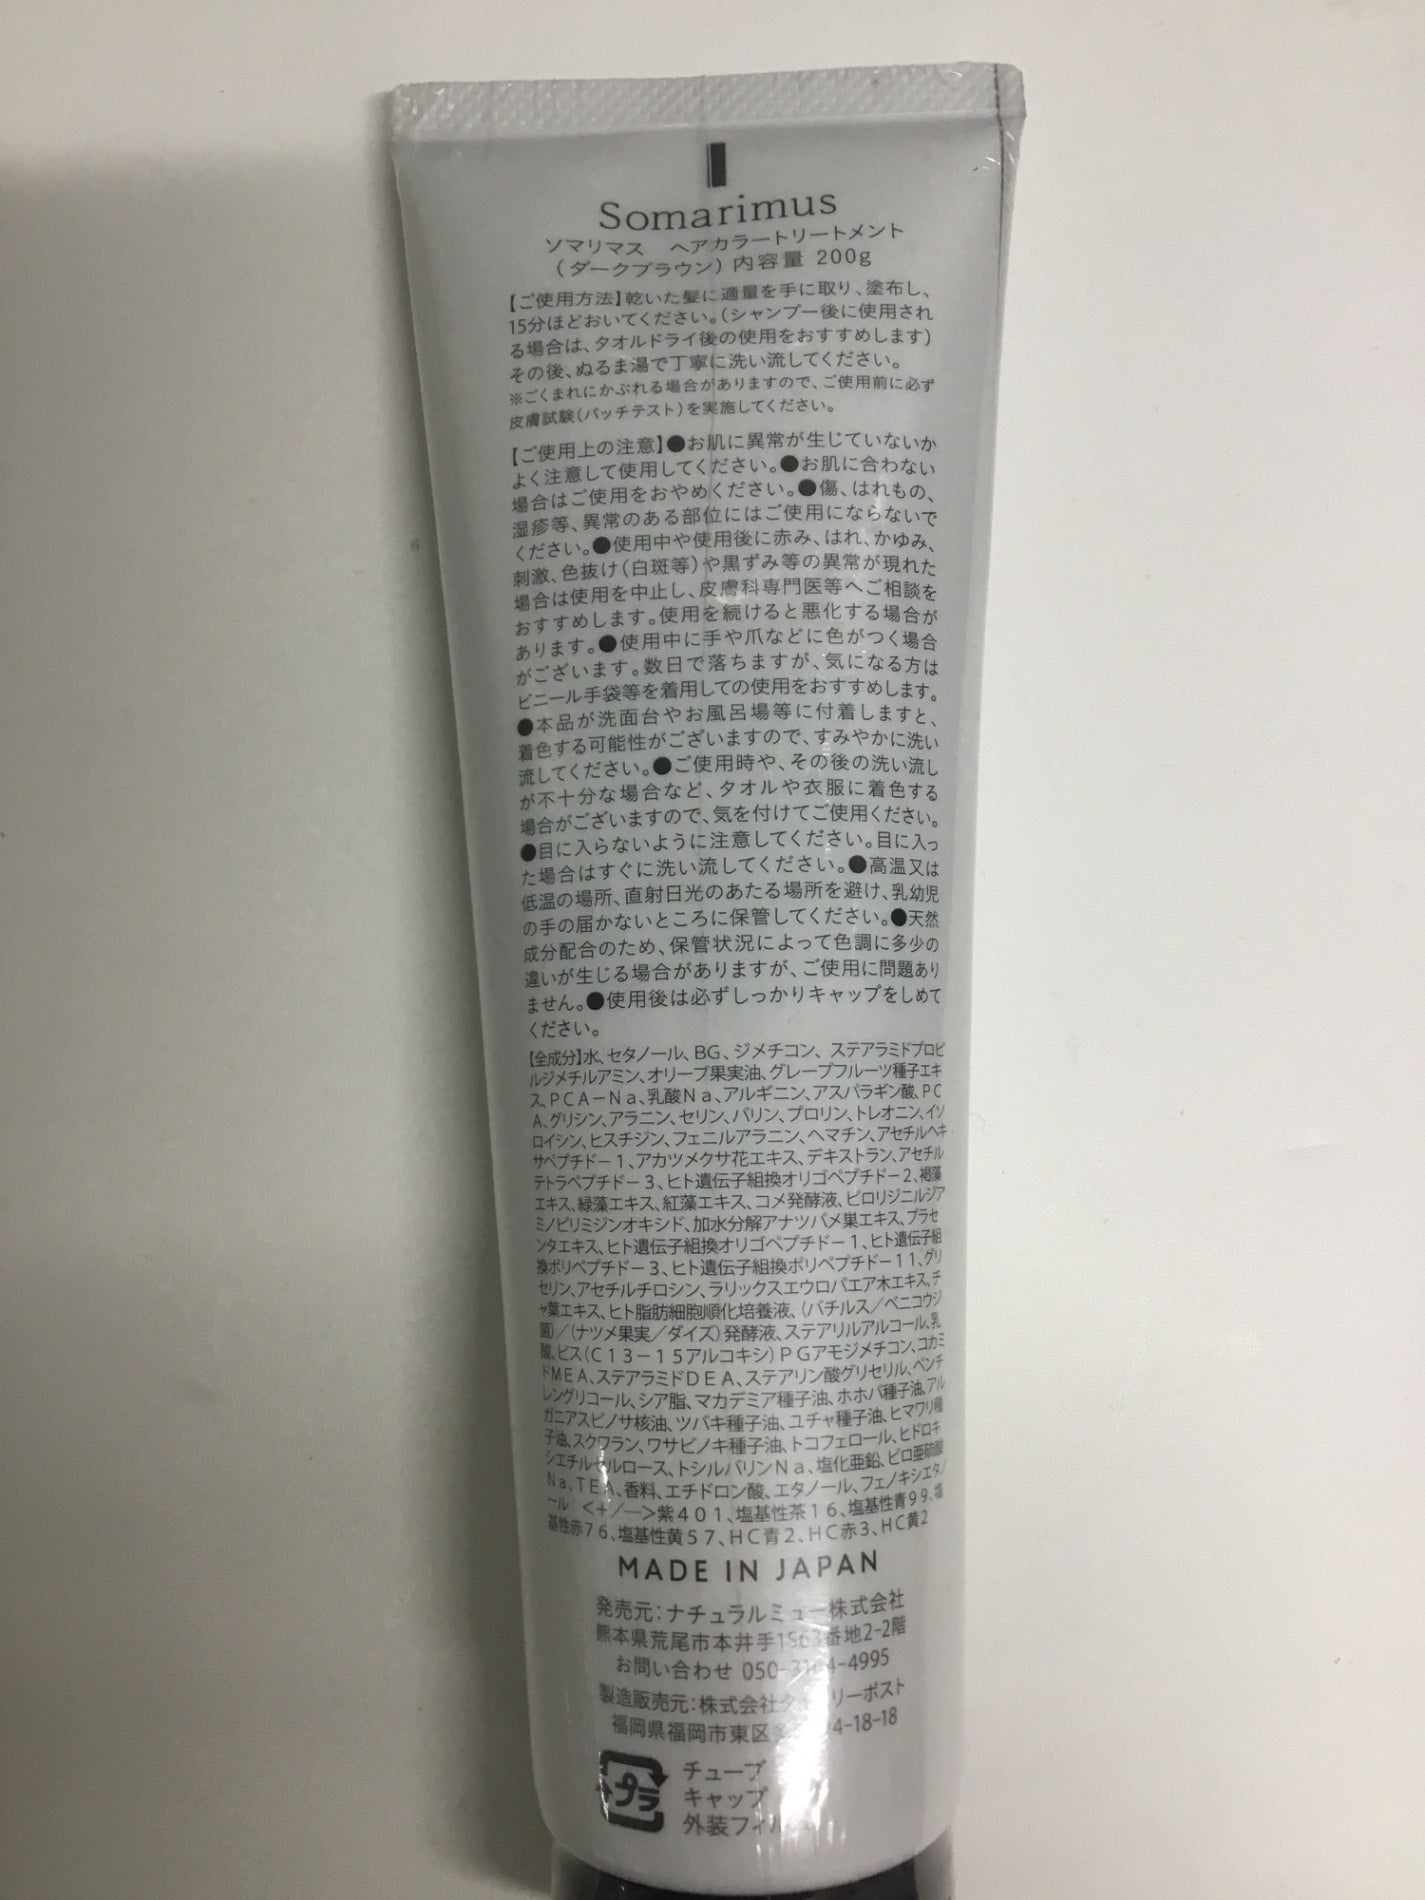 Somarimus
ソマリマス　ヘアカラートリートメント
（ダークブラウン）内容量 200g
【ご使用方法】乾いた髪に適量を手に取り、塗布し、
15分ほどおいてください。（シャンプー後に使用され
る場合は、タオルドライ後の使用をおすすめします）
その後、ぬるま湯で丁寧に洗い流してください。
※ごくまれにかぶれる場合がありますので、ご使用前に必ず
皮膚試験（パッチテスト）を実施してください。
【ご使用上の注意】●お肌に異常が生じていないか
よく注意して使用してください。●お肌に合わない
場合はご使用をおやめください。●傷、はれもの、
湿疹等、異常のある部位にはご使用にならないで
ください。●使用中や使用後に赤み、はれ、かゆみ、
刺激、色抜け（白斑等）や黒ずみ等の異常が現れた
場合は使用を中止し、皮膚科専門医等へご相談を
おすすめします。使用を続けると悪化する場合が
あります。●使用中に手や爪などに色がつく場合
がございます。数日で落ちますが、気になる方は
ビニール手袋等を着用しての使用をおすすめします。
●本品が洗面台やお風呂場等に付着しますと、
着色する可能性がございますので、すみやかに洗い
流してください。●ご使用時や、その後の洗い流し
が不十分な場合など、タオルや衣服に着色する
場合がございますので、気を付けてご使用ください。
●目に入らないように注意してください。目に入っ
た場合はすぐに洗い流してください。●高温又は
低温の場所、直射日光のあたる場所を避け、乳幼児
の手の届かないところに保管してください。●天然
成分配合のため、保管状況によって色調に多少の
違いが生じる場合がありますが、ご使用に問題あり
ません。●使用後は必ずしっかりキャップをしめて
ください。
【全成分】水、セタノール、BG、ジメチコン、ステアラミドプロピ
ルジメチルアミン、オリーブ果実油、グレープフルーツ種子エキ
ス、ＰＣＡ－Ｎａ、乳酸Ｎａ、アルギニン、アスパラギン酸、ＰＣ
Ａ、グリシン、アラニン、セリン、バリン、プロリン、トレオニン、イソ
ロイシン、ヒスチジン、フェニルアラニン、ヘマチン、アセチルヘキ
サペプチド－１、アカツメクサ花エキス、デキストラン、アセチル
テトラペプチド－３、ヒト遺伝子組換オリゴペプチド－２、褐藻
エキス、緑藻エキス、紅藻エキス、コメ発酵液、ピロリジニルジア
ミノピリミジンオキシド、加水分解アナツバメ巣エキス、プラセ
ンタエキス、ヒト遺伝子組換オリゴペプチド－１、ヒト遺伝子組
換ポリペプチド－３、ヒト遺伝子組換ポリペプチド－１１、グリ
セリン、アセチルチロシン、ラリックスエウロパエア木エキス、チ
ャ葉エキス、ヒト脂肪細胞順化培養液、（バチルス／ベニコウジ
菌）／（ナツメ果実／ダイズ）発酵液、ステアリルアルコール、乳
酸、ビス（Ｃ１３－１５アルコキシ）ＰＧアモジメチコン、コカミ
ドＭＥＡ、ステアラミドＤＥＡ、ステアリン酸グリセリル、ペンチ
レングリコール、シア脂、マカデミア種子油、ホホバ種子油、アル
ガニアスピノサ核油、ツバキ種子油、ユチャ種子油、ヒマワリ種
子油、スクワラン、ワサビノキ種子油、トコフェロール、ヒドロキ
シエチルセルロース、トシルバリンＮａ、塩化亜鉛、ピロ亜硫酸
Ｎａ、ＴＥＡ、香料、エチドロン酸、エタノール、フェノキシエタノ
ール ＜＋／－＞紫４０１、塩基性茶１６、塩基性青９９、塩
基性赤７６、塩基性黄５７、ＨＣ青２、ＨＣ赤３、ＨＣ黄２
MADE IN JAPAN
発売元：ナチュラルミュー株式会社
熊本県荒尾市本井手1563番地2-2階
お問い合わせ 050-4-4995
製造販売元：株式会社リーポスト
福岡県福岡市東区4-18-18
プラ
チューブ
キャップ
外装フィ